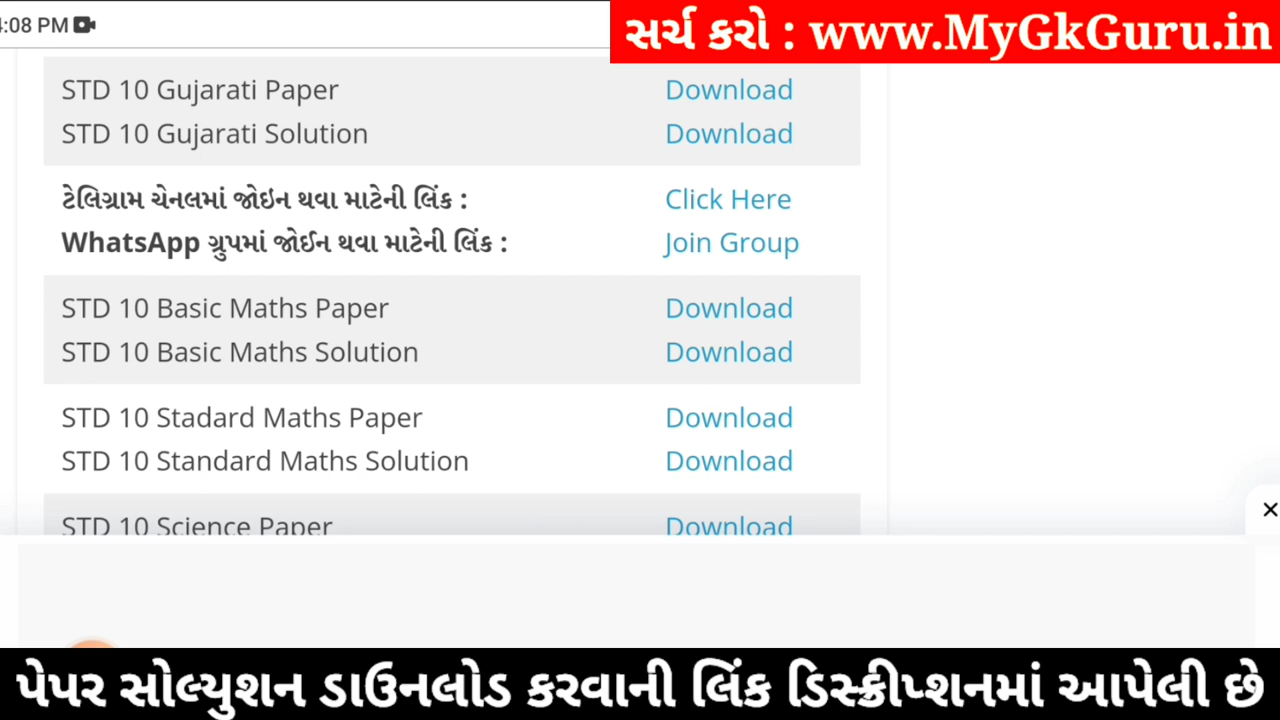 4:08 PM
સર્ચ કરો : www.MyGkGuru.in
STD 10 Gujarati Paper Download
STD 10 Gujarati Solution Download
ટેલિગ્રામ ચેનલમાં જોઇન થવા માટેની લિંક : Click Here
WhatsApp ગ્રુપમાં જોઈન થવા માટેની લિંક : Join Group
STD 10 Basic Maths Paper Download
STD 10 Basic Maths Solution Download
STD 10 Stadard Maths Paper Download
STD 10 Standard Maths Solution Download
STD 10 Science Paper Download
પેપર સોલ્યુશન ડાઉનલોડ કરવાની લિંક ડિસ્ક્રીપ્શનમાં આપેલી છે